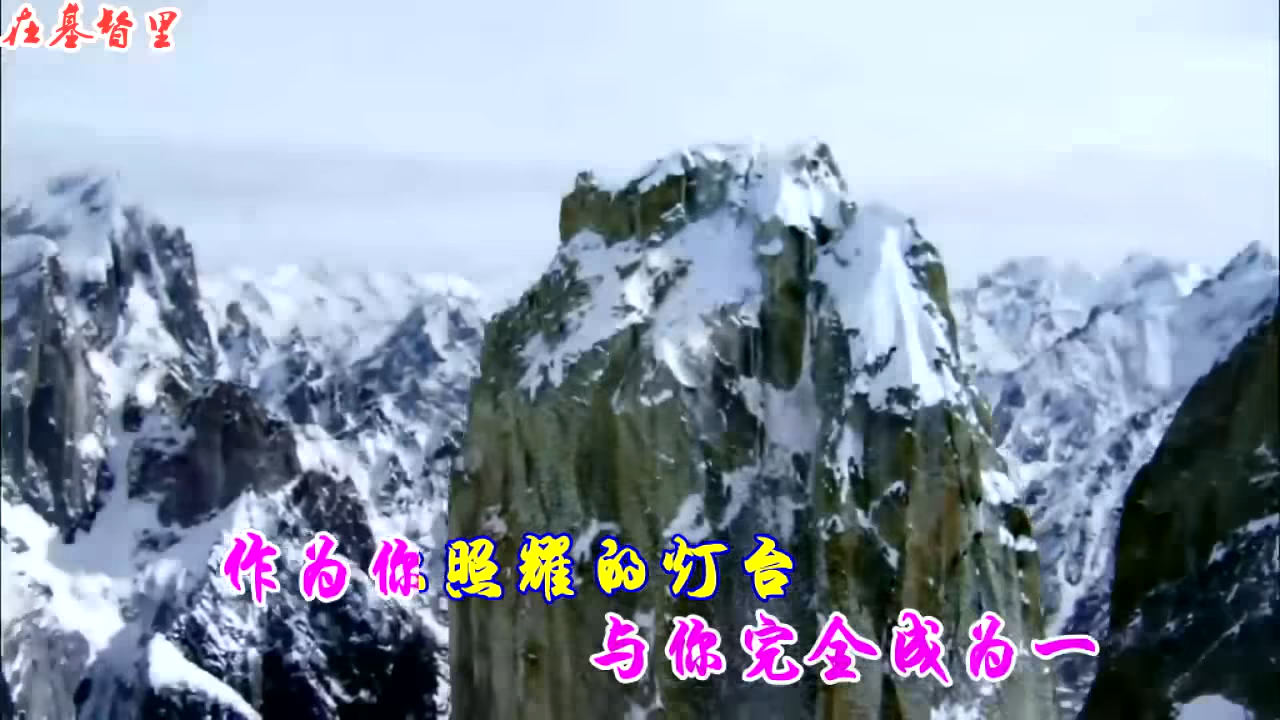 在基督里
作为你照耀的灯台
与你完全成为一